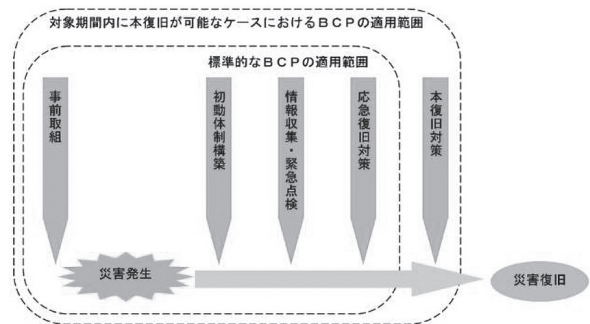 対象期間内に本復旧が可能なケースにおけるＢＣＰの適用範囲
標準的なＢＣＰの適用範囲
事前取組
初動体制構築
情報収集・緊急点検
応急復旧対策
本復旧対策
災害発生
災害復旧